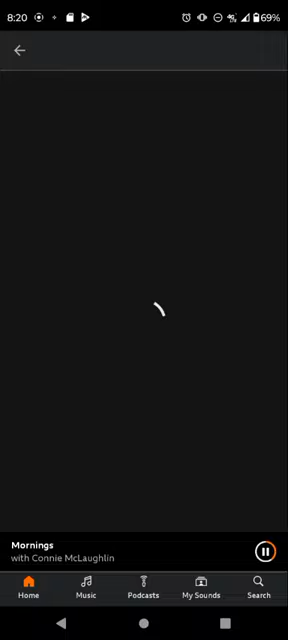 8:20
69%
Mornings
with Connie McLaughlin
Home
Music
Podcasts
My Sounds
Search